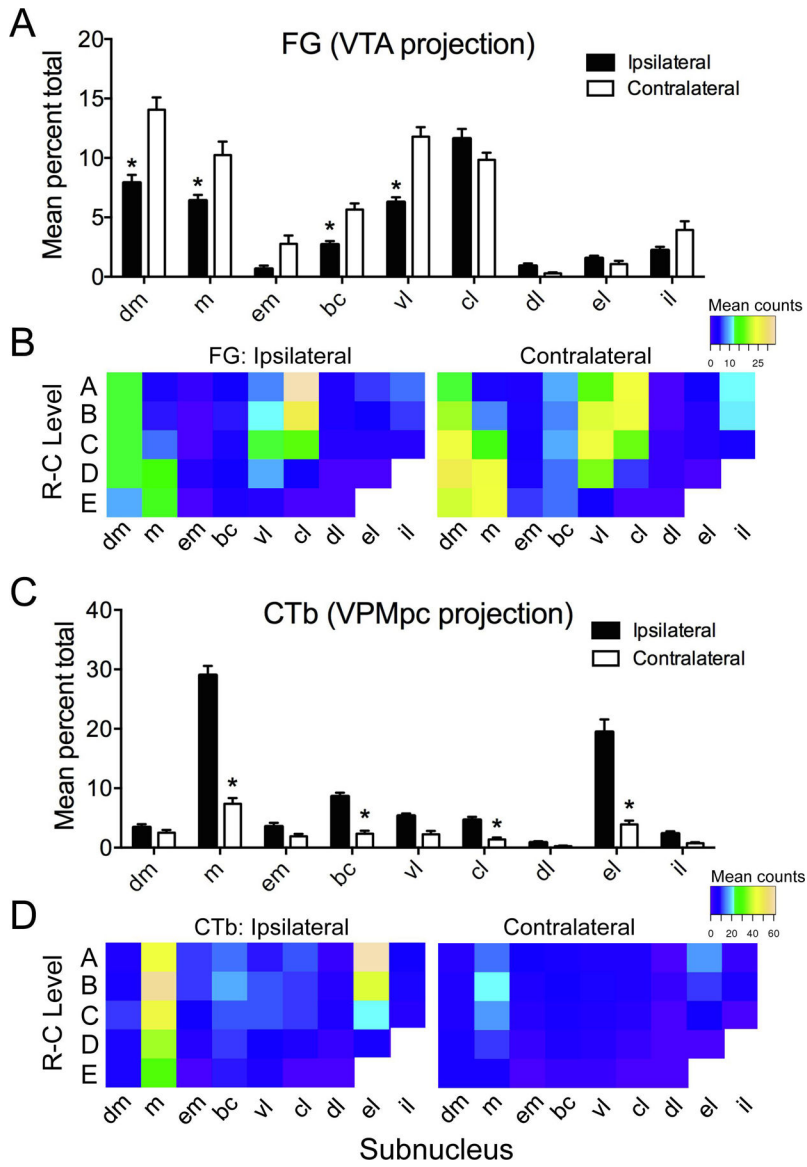 A
FG (VTA projection)
Ipsilateral
Contralateral
Mean percent total
20
15
10
5
0
*
*
*
*
dm m em bc vl cl dl el il
Mean counts
0 10 25
B
FG: Ipsilateral Contralateral
R-C Level
A
B
C
D
E
dm m em bc vl cl dl el il dm m em bc vl cl dl el il
C
CTb (VPMpc projection)
Ipsilateral
Contralateral
Mean percent total
40
30
20
10
0
*
*
*
*
dm m em bc vl cl dl el il
Mean counts
0 20 40 60
D
CTb: Ipsilateral Contralateral
R-C Level
A
B
C
D
E
dm m em bc vl cl dl el il dm m em bc vl cl dl el il
Subnucleus